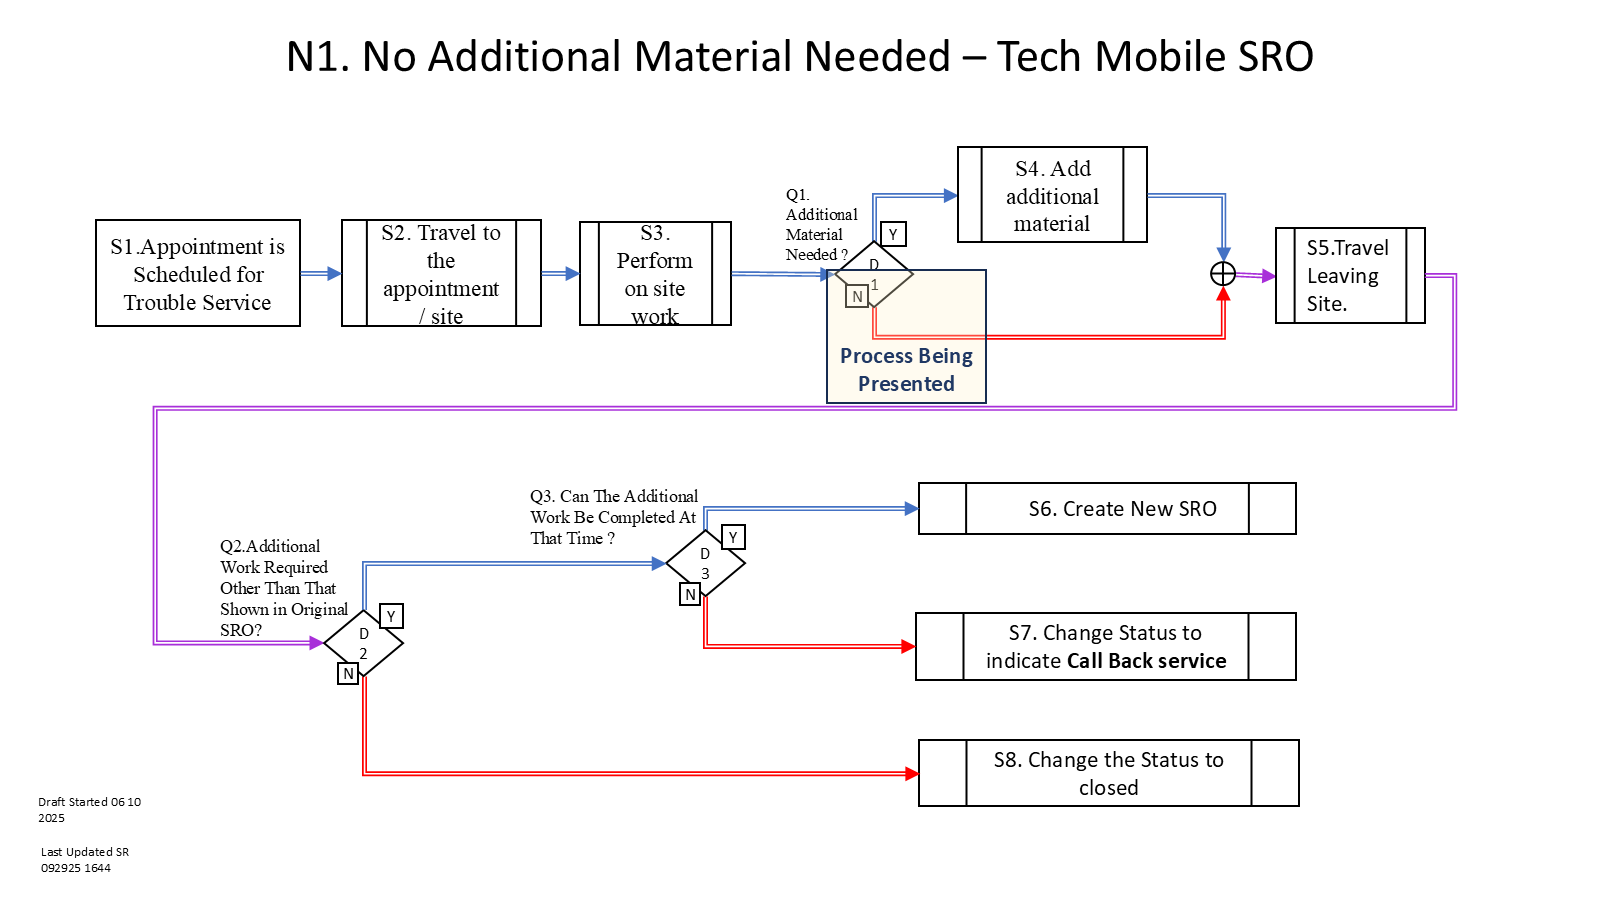 N1. No Additional Material Needed – Tech Mobile SRO
S1.Appointment is
Scheduled for
Trouble Service
S2. Travel to
the
appointment
/ site
S3.
Perform
on site
work
Q1.
Additional
Material
Needed ?
Y
D
1
N
S4. Add
additional
material
S5.Travel
Leaving
Site.
Process Being
Presented
Q2.Additional
Work Required
Other Than That
Shown in Original
SRO?
Y
D
2
N
Q3. Can The Additional
Work Be Completed At
That Time ?
Y
D
3
N
S6. Create New SRO
S7. Change Status to
indicate Call Back service
S8. Change the Status to
closed
Draft Started 06 10
2025
Last Updated SR
092925 1644